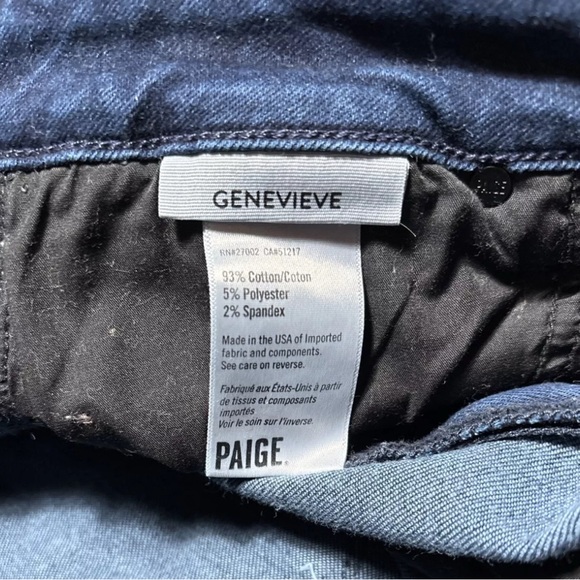 GENEVIEVE
RN#27002 CA#51217
93% Cotton/Coton
5% Polyester
2% Spandex
Made in the USA of Imported
fabric and components.
See care on reverse.
Fabriqué aux États-Unis à partir
de tissus et composants
importés
Voir le soin sur l'inverse.
PAIGE